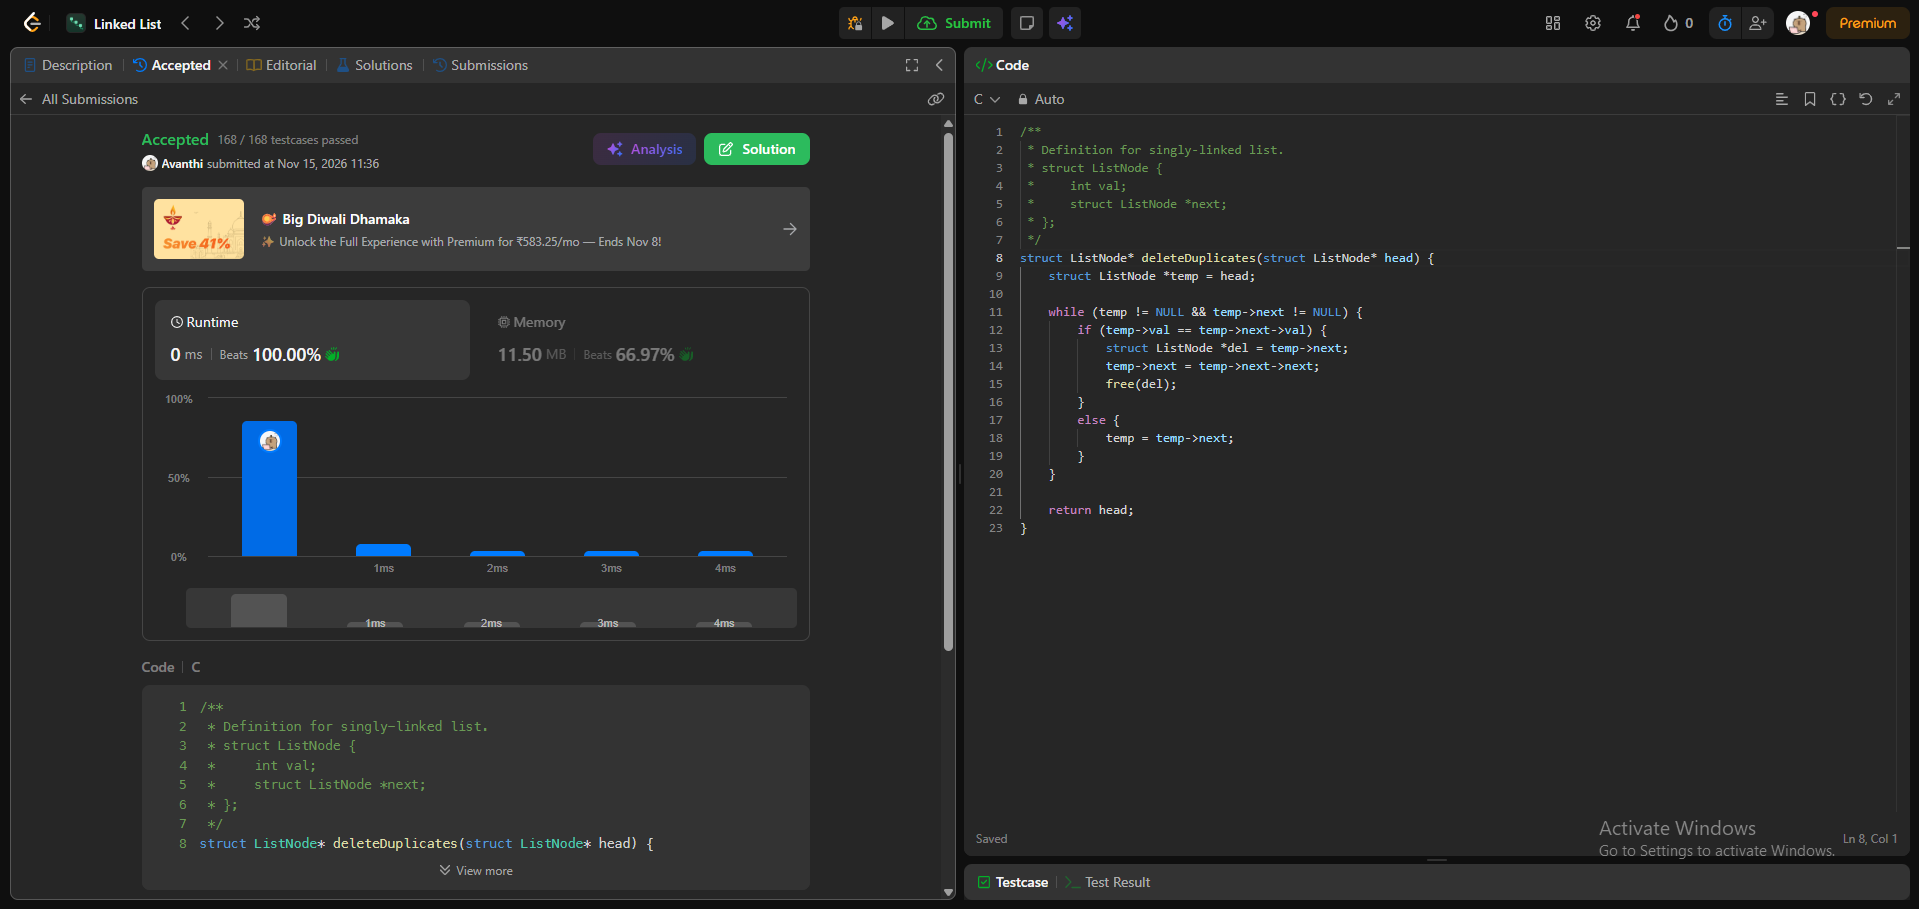 Linked List
Submit
0
Premium
Description
Accepted
Editorial
Solutions
Submissions
All Submissions
Accepted 168 / 168 testcases passed
Avanthi submitted at Nov 15, 2026 11:36
Analysis
Solution
Save 41%
Big Diwali Dhamaka
Unlock the Full Experience with Premium for ₹583.25/mo — Ends Nov 8!
Runtime
0 ms | Beats 100.00%
Memory
11.50 MB | Beats 66.97%
100%
50%
0%
1ms 2ms 3ms 4ms
1ms 2ms 3ms 4ms
Code | C
1 /**
2  * Definition for singly-linked list.
3  * struct ListNode {
4  *     int val;
5  *     struct ListNode *next;
6  * };
7  */
8 struct ListNode* deleteDuplicates(struct ListNode* head) {
View more
</> Code
C
Auto
1 /**
2  * Definition for singly-linked list.
3  * struct ListNode {
4  *     int val;
5  *     struct ListNode *next;
6  * };
7  */
8 struct ListNode* deleteDuplicates(struct ListNode* head) {
9     struct ListNode *temp = head;
10
11     while (temp != NULL && temp->next != NULL) {
12         if (temp->val == temp->next->val) {
13             struct ListNode *del = temp->next;
14             temp->next = temp->next->next;
15             free(del);
16         }
17         else {
18             temp = temp->next;
19         }
20     }
21
22     return head;
23 }
Saved
Activate Windows
Go to Settings to activate Windows.
Ln 8, Col 1
Testcase
>_ Test Result